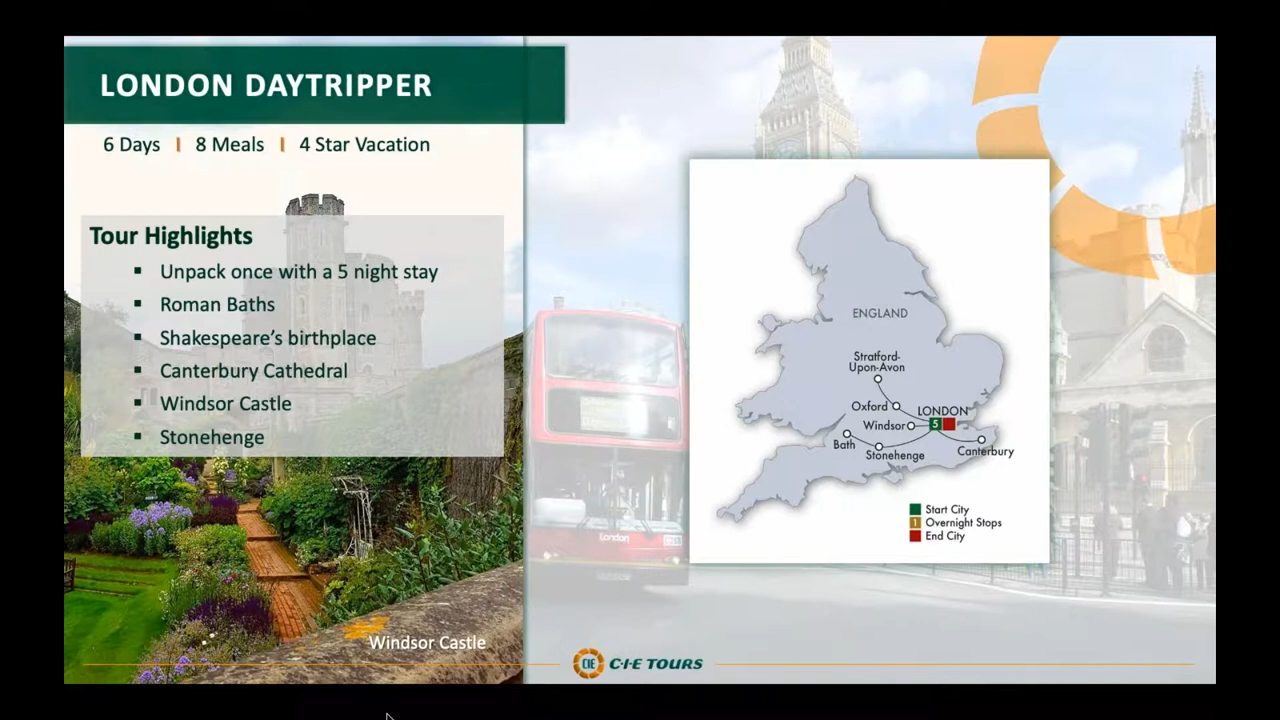 LONDON DAYTRIPPER
6 Days | 8 Meals | 4 Star Vacation
Tour Highlights
▪ Unpack once with a 5 night stay
▪ Roman Baths
▪ Shakespeare's birthplace
▪ Canterbury Cathedral
▪ Windsor Castle
▪ Stonehenge
Windsor Castle
ENGLAND
Stratford-
Upon-Avon
Oxford
LONDON
Windsor
5
Bath
Stonehenge
Canterbury
Start City
1 Overnight Stops
End City
London
CIE C·I·E TOURS